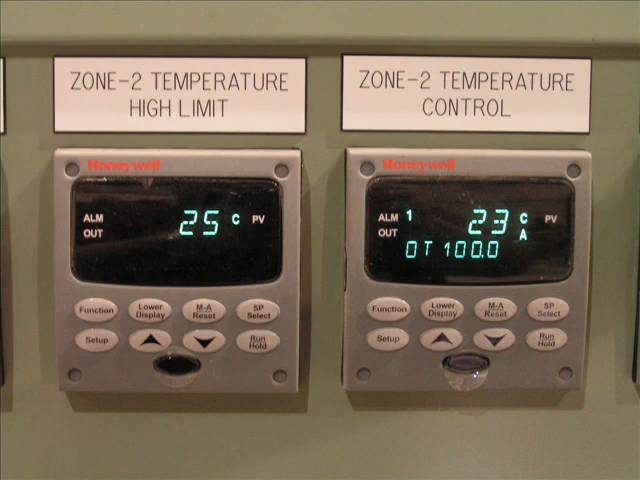 ZONE-2 TEMPERATURE
HIGH LIMIT
Honeywell
ALM 25 C PV
OUT
Function Lower Display M-A Reset SP Select
Setup Run Hold
ZONE-2 TEMPERATURE
CONTROL
Honeywell
ALM 1 23 C PV
OUT A
OT 100.0
Function Lower Display M-A Reset SP Select
Setup Run Hold